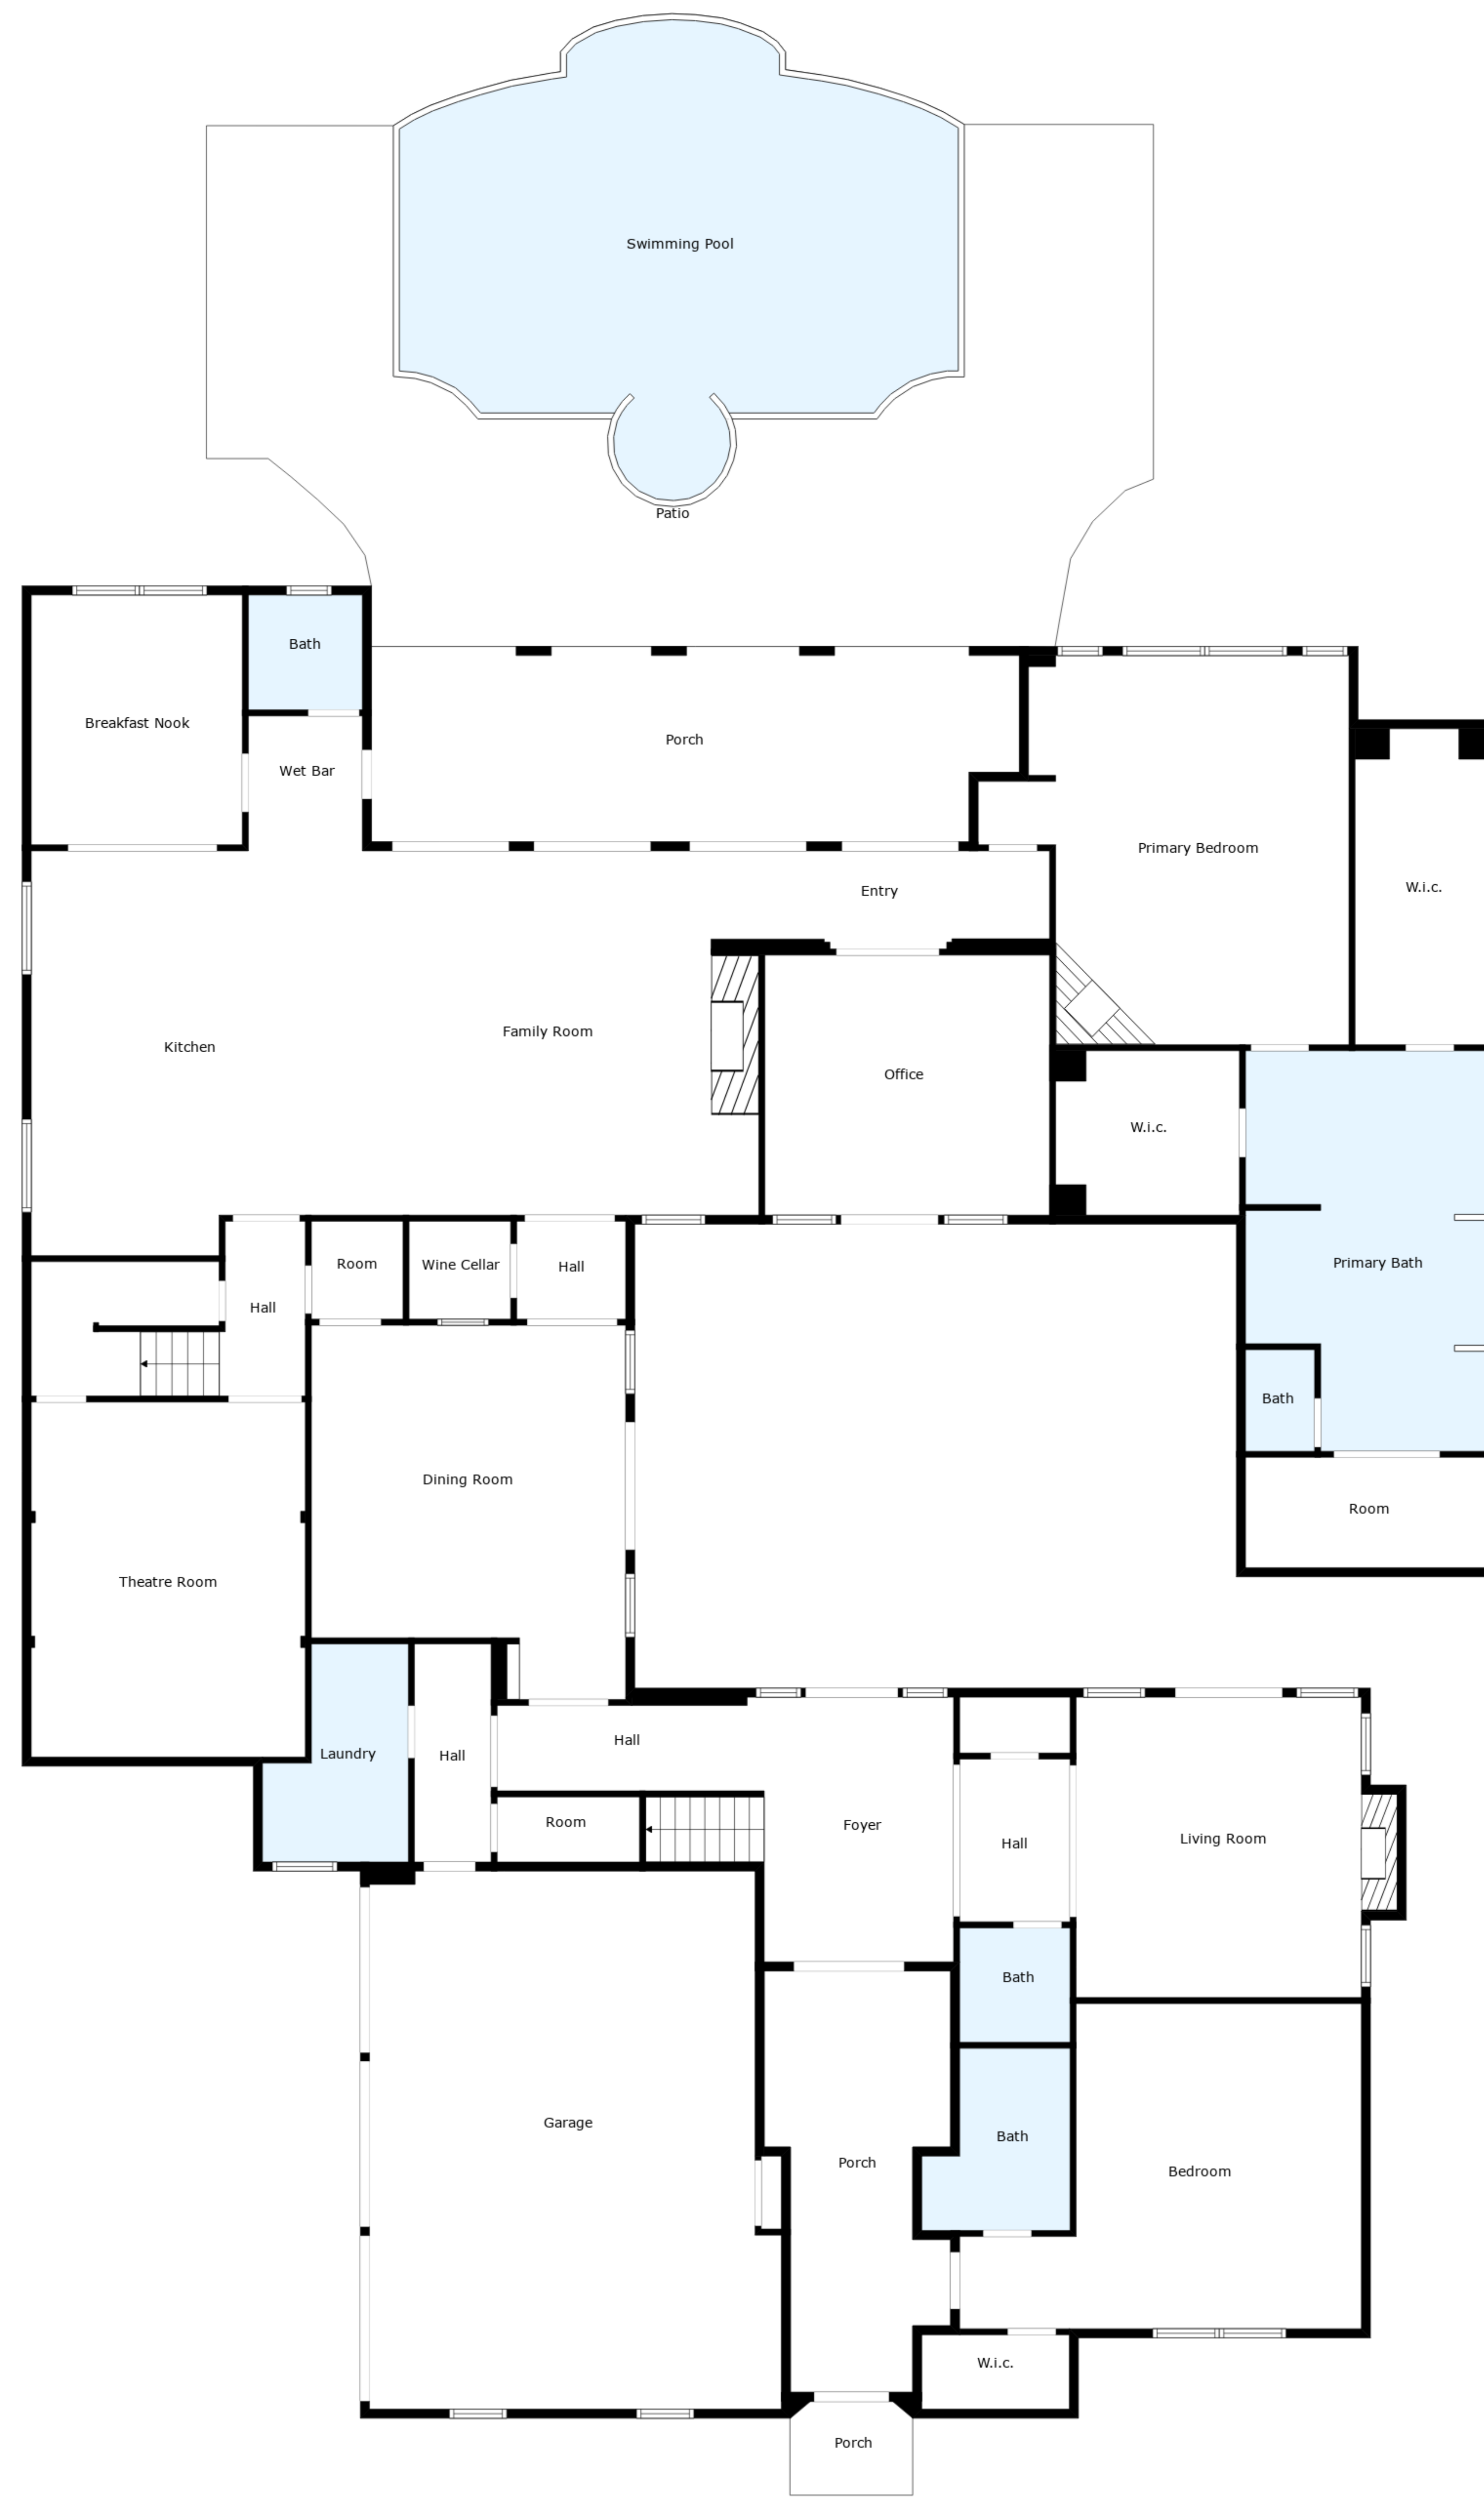 Swimming Pool
Patio
Bath
Breakfast Nook
Porch
Wet Bar
Primary Bedroom
W.i.c.
Entry
Family Room
Kitchen
Office
W.i.c.
Room
Wine Cellar
Hall
Primary Bath
Hall
Bath
Dining Room
Room
Theatre Room
Hall
Laundry
Hall
Room
Foyer
Living Room
Hall
Bath
Garage
Bath
Porch
Bedroom
W.i.c.
Porch